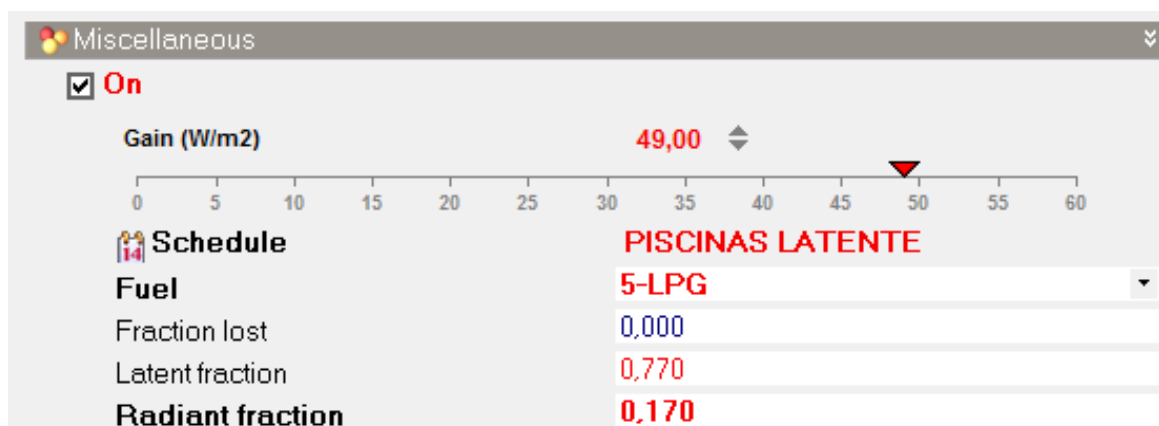 Miscellaneous
On
Gain (W/m2) 49,00
0 5 10 15 20 25 30 35 40 45 50 55 60
14 Schedule PISCINAS LATENTE
Fuel 5-LPG
Fraction lost 0,000
Latent fraction 0,770
Radiant fraction 0,170